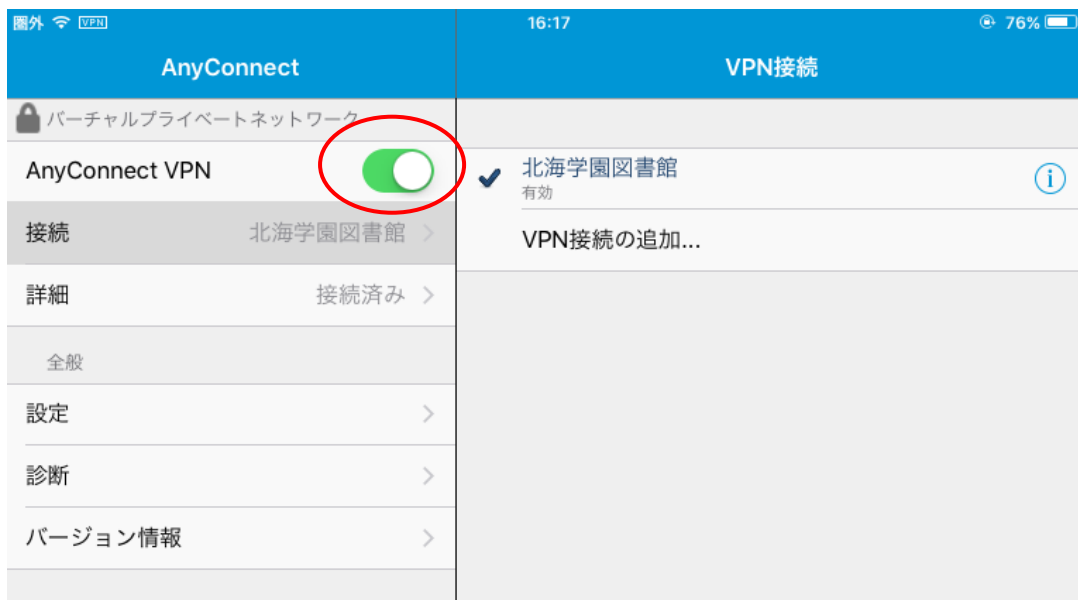 圏外 VPN 16:17 76%
AnyConnect
バーチャルプライベートネットワーク
AnyConnect VPN
接続 北海学園図書館
詳細 接続済み
全般
設定
診断
バージョン情報
VPN接続
北海学園図書館
有効
VPN接続の追加...